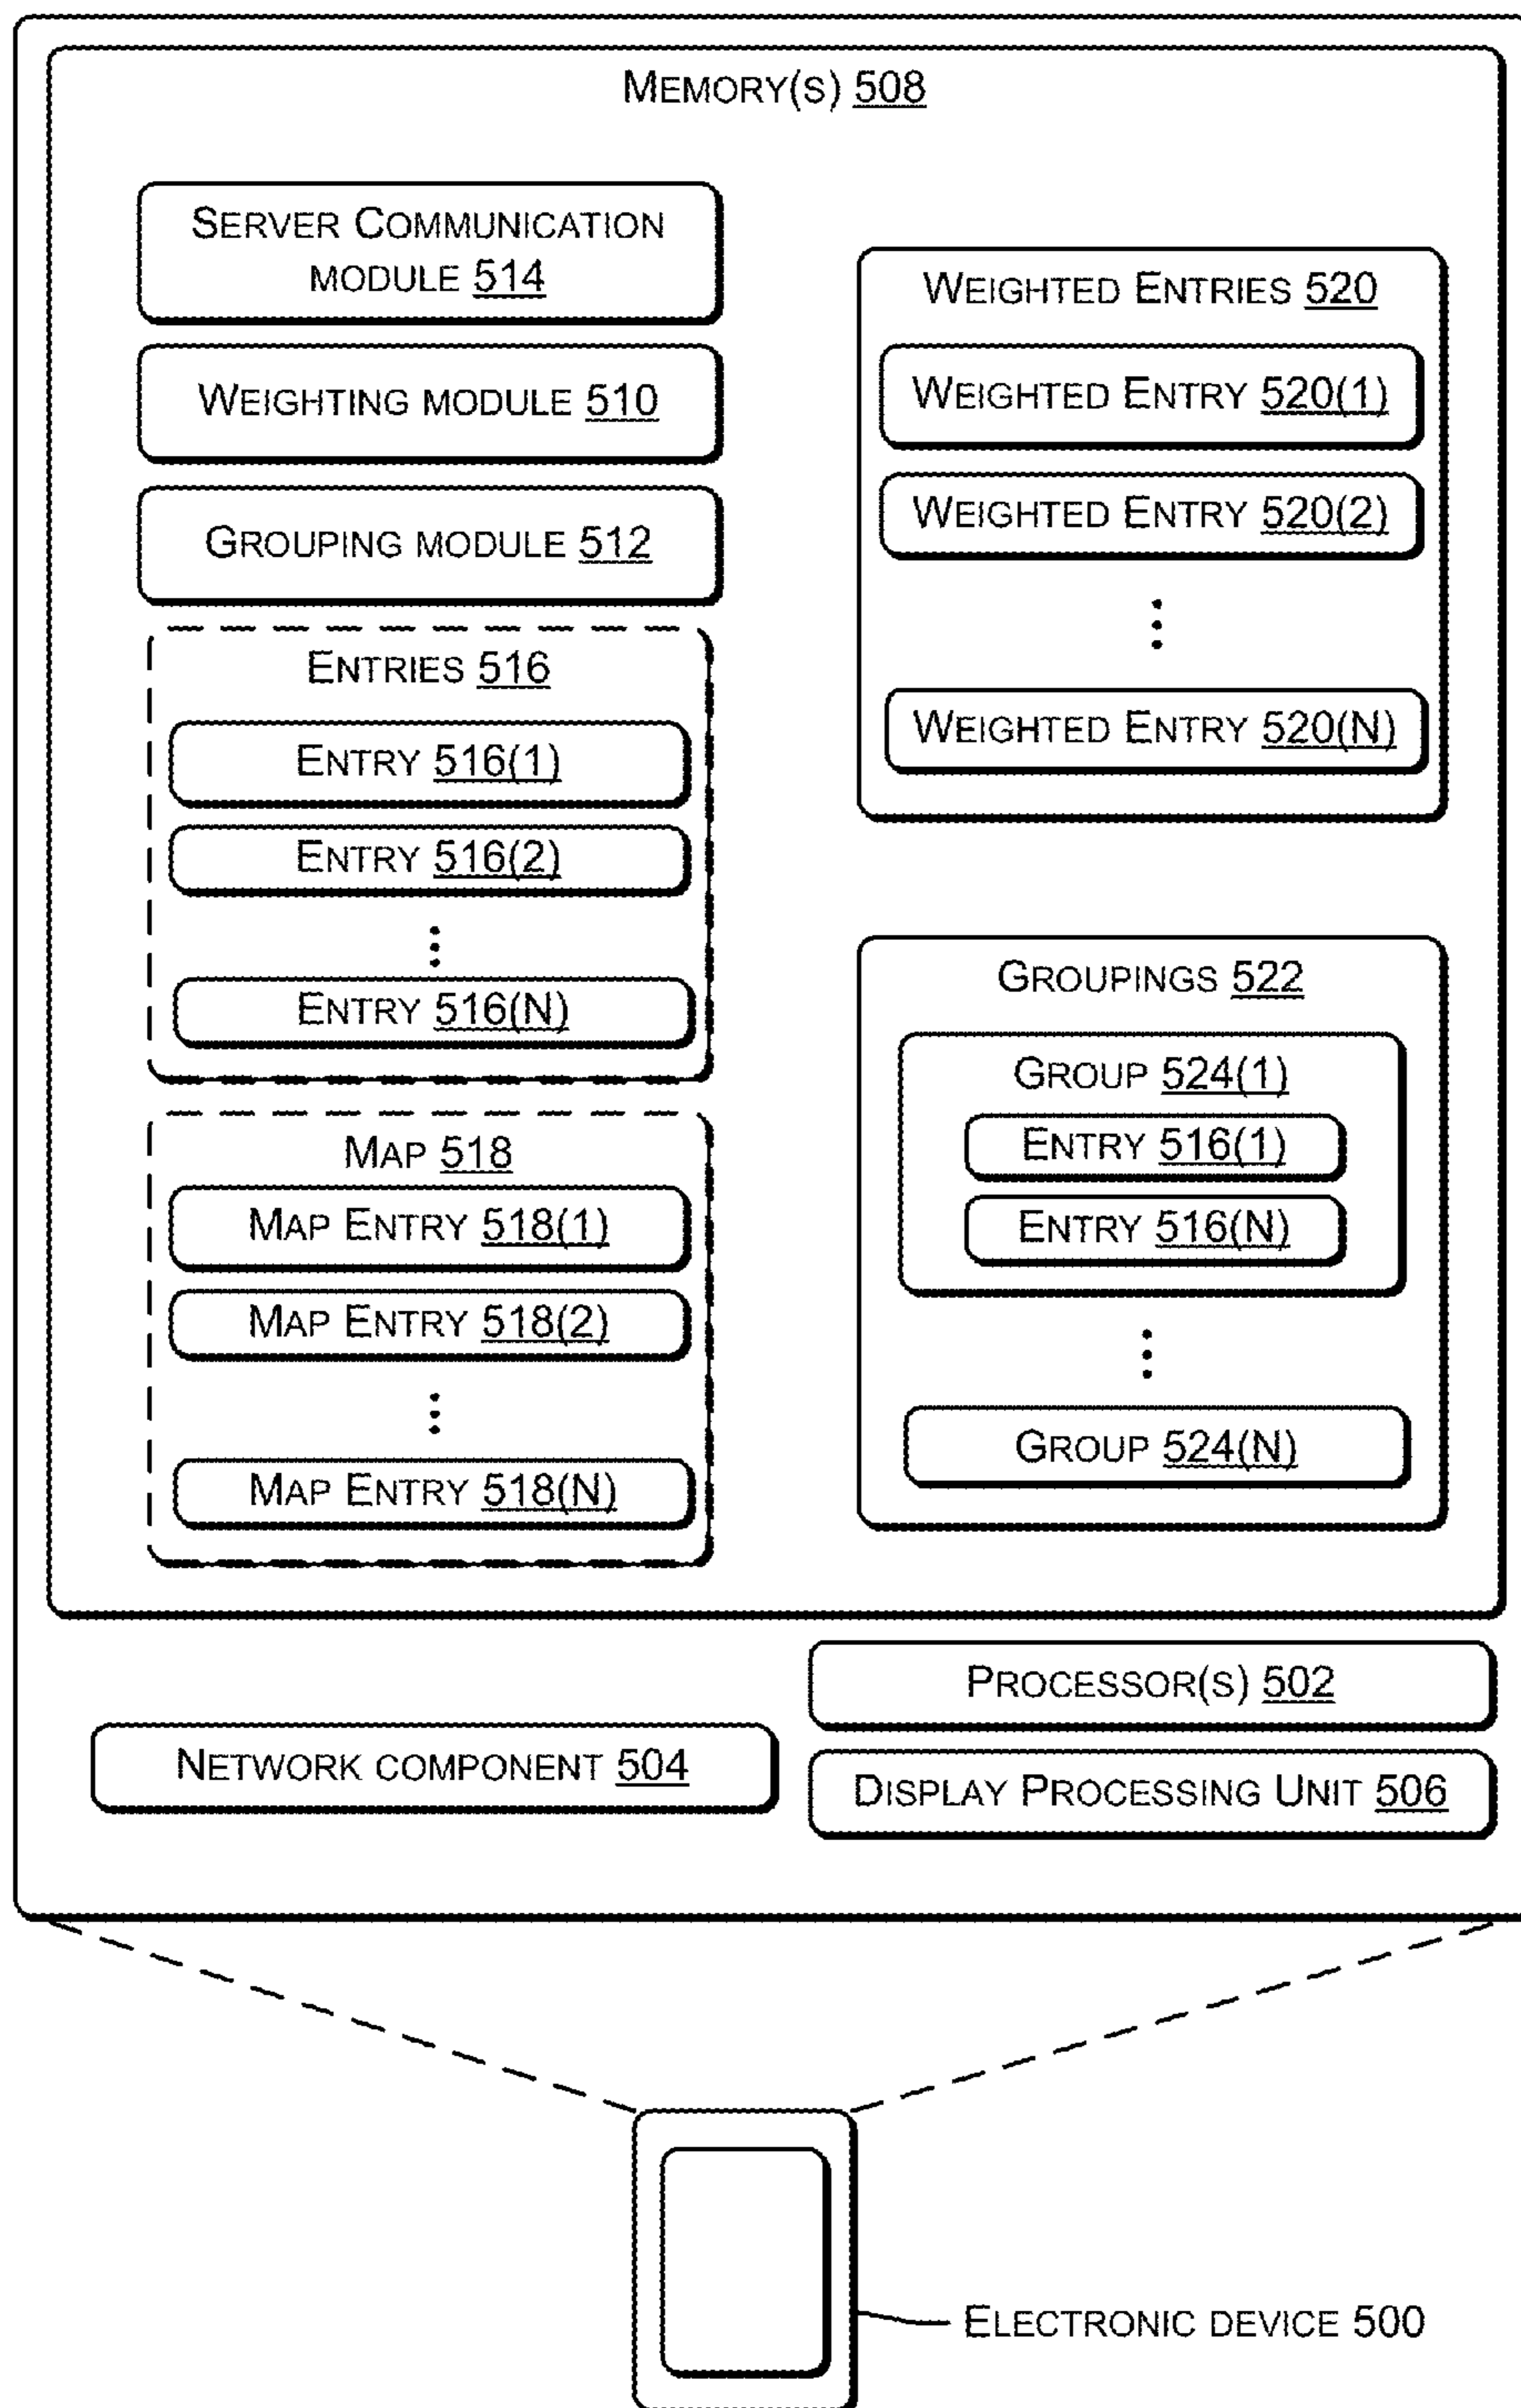 MEMORY(S) 508
SERVER COMMUNICATION
MODULE 514
WEIGHTING MODULE 510
GROUPING MODULE 512
ENTRIES 516
ENTRY 516(1)
ENTRY 516(2)
ENTRY 516(N)
MAP 518
MAP ENTRY 518(1)
MAP ENTRY 518(2)
MAP ENTRY 518(N)
WEIGHTED ENTRIES 520
WEIGHTED ENTRY 520(1)
WEIGHTED ENTRY 520(2)
WEIGHTED ENTRY 520(N)
GROUPINGS 522
GROUP 524(1)
ENTRY 516(1)
ENTRY 516(N)
GROUP 524(N)
PROCESSOR(S) 502
NETWORK COMPONENT 504
DISPLAY PROCESSING UNIT 506
ELECTRONIC DEVICE 500